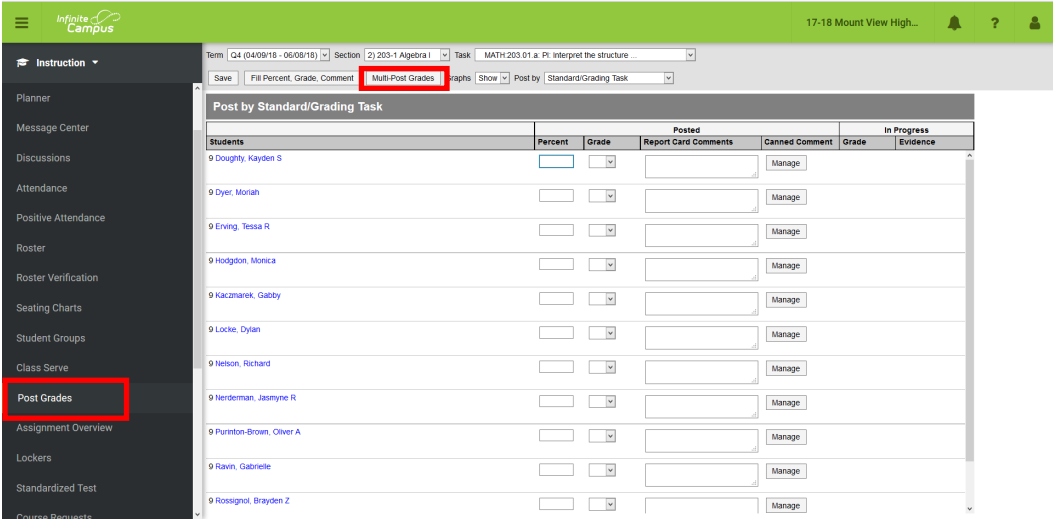 Infinite Campus
17-18 Mount View High...
?
Instruction
Planner
Message Center
Discussions
Attendance
Positive Attendance
Roster
Roster Verification
Seating Charts
Student Groups
Class Serve
Post Grades
Assignment Overview
Lockers
Standardized Test
Course Requests
Term Q4 (04/09/18 - 06/08/18) Section 2) 203-1 Algebra I Task MATH:203.01.a: PI: Interpret the structure ...
Save Fill Percent, Grade, Comment Multi-Post Grades Graphs Show Post by Standard/Grading Task
Post by Standard/Grading Task
Posted In Progress
Students Percent Grade Report Card Comments Canned Comment Grade Evidence
9 Doughty, Kayden S Manage
9 Dyer, Moriah Manage
9 Erving, Tessa R Manage
9 Hodgdon, Monica Manage
9 Kaczmarek, Gabby Manage
9 Locke, Dylan Manage
9 Nelson, Richard Manage
9 Nerderman, Jasmyne R Manage
9 Purinton-Brown, Oliver A Manage
9 Ravin, Gabrielle Manage
9 Rossignol, Brayden Z Manage